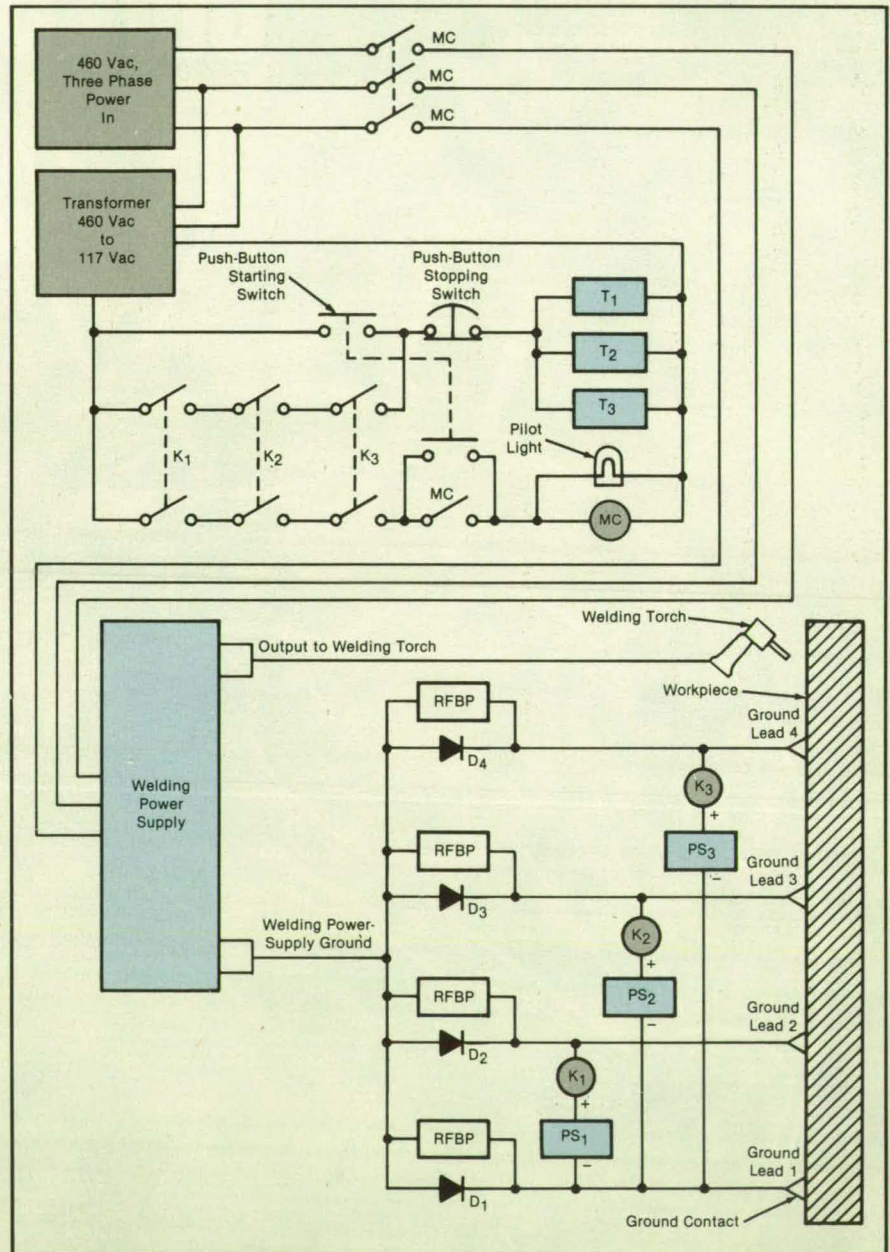 460 Vac,
Three Phase
Power
In
MC
MC
MC
Transformer
460 Vac
to
117 Vac
Push-Button
Starting
Switch
Push-Button
Stopping
Switch
T1
T2
T3
K1
K2
K3
Pilot
Light
MC
MC
Welding Torch
Output to Welding Torch
Workpiece
RFBP
Ground
Lead 4
D4
K3
+
Welding
Power
Supply
PS3
–
RFBP
Ground
Lead 3
D3
Welding Power-
Supply Ground
K2
+
RFBP
PS2
–
Ground
Lead 2
D2
K1
+
RFBP
PS1
–
Ground
Lead 1
D1
Ground Contact